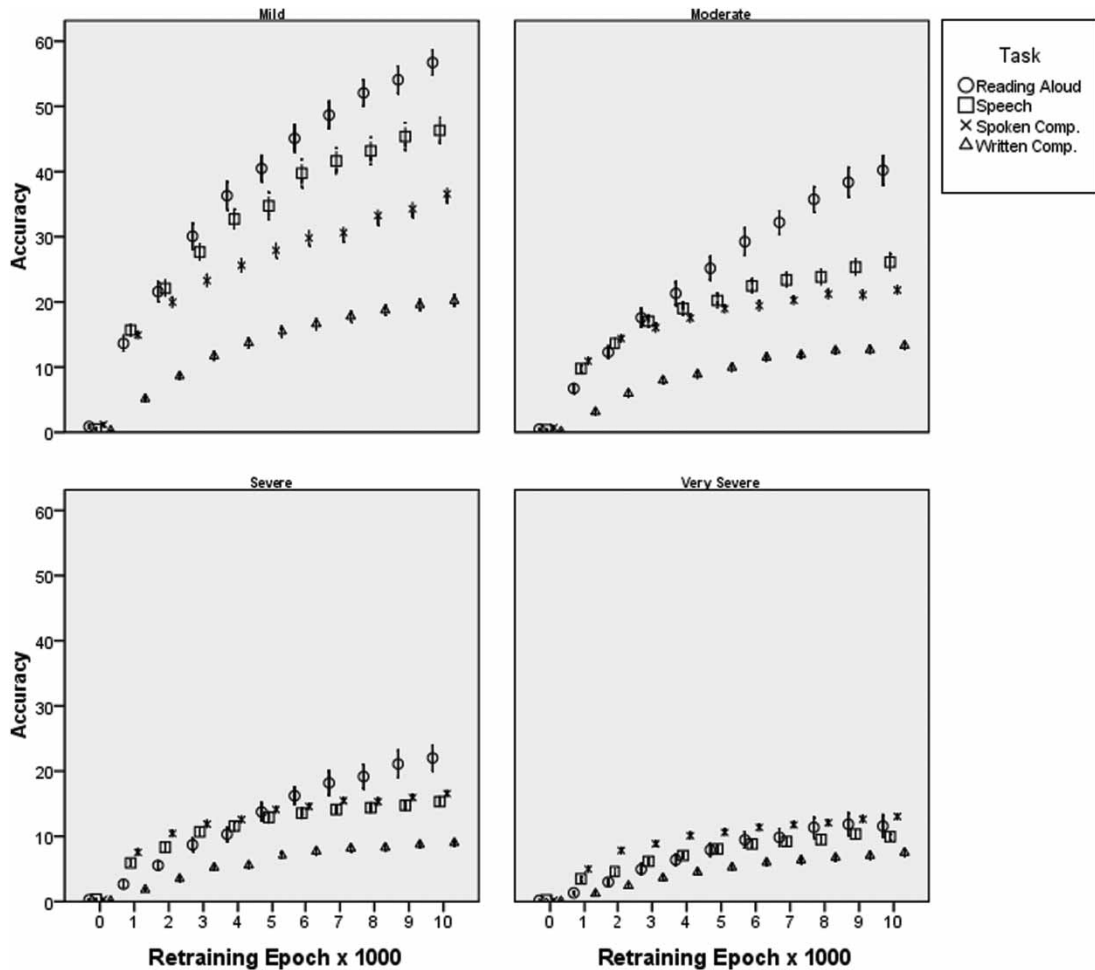 Mild
Moderate
Task
Reading Aloud
Speech
Spoken Comp.
Written Comp.
Accuracy
60
50
40
30
20
10
0
Severe
Very Severe
Accuracy
60
50
40
30
20
10
0
0 1 2 3 4 5 6 7 8 9 10
0 1 2 3 4 5 6 7 8 9 10
Retraining Epoch x 1000
Retraining Epoch x 1000